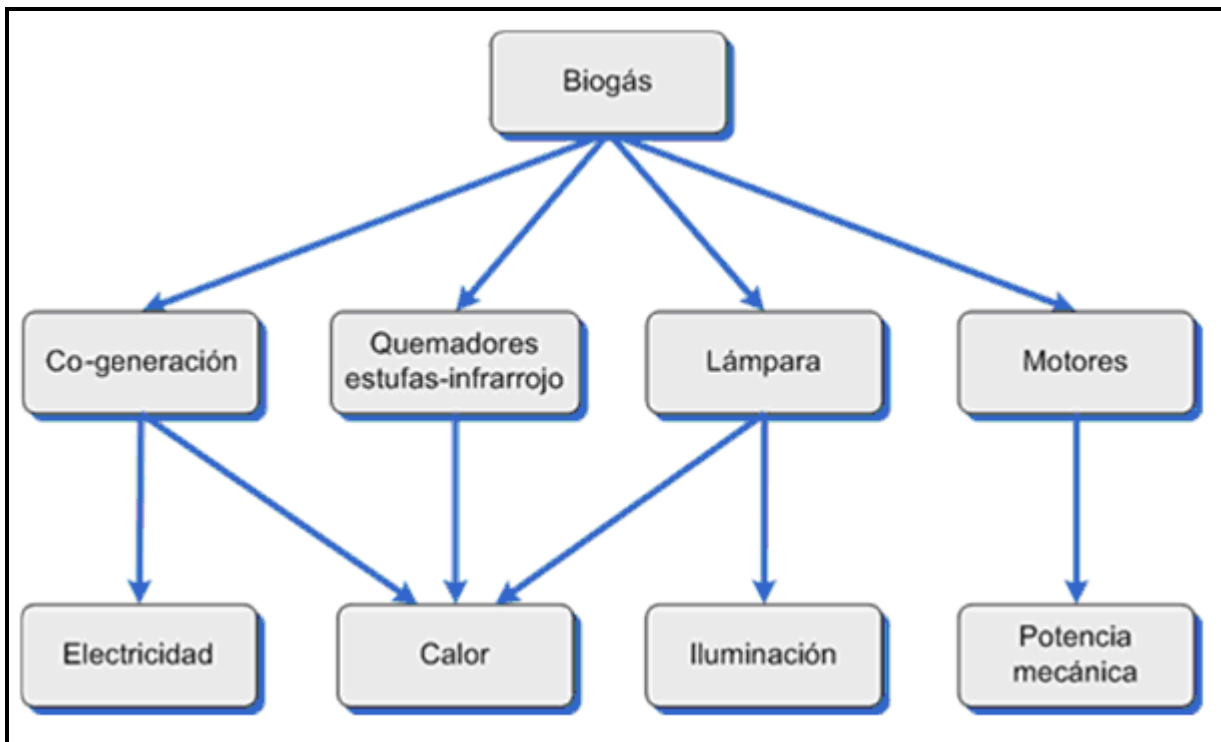 Biogás
Co-generación
Quemadores
estufas-infrarrojo
Lámpara
Motores
Electricidad
Calor
Iluminación
Potencia
mecánica